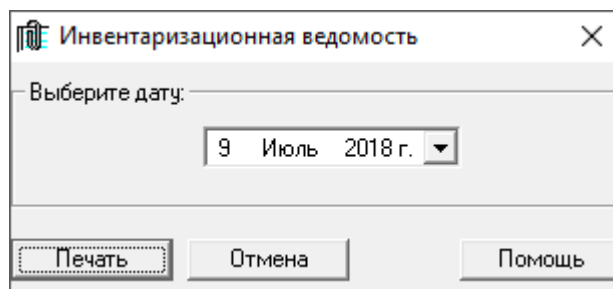 Инвентаризационная ведомость
Выберите дату:
9 Июль 2018 г.
Печать Отмена Помощь